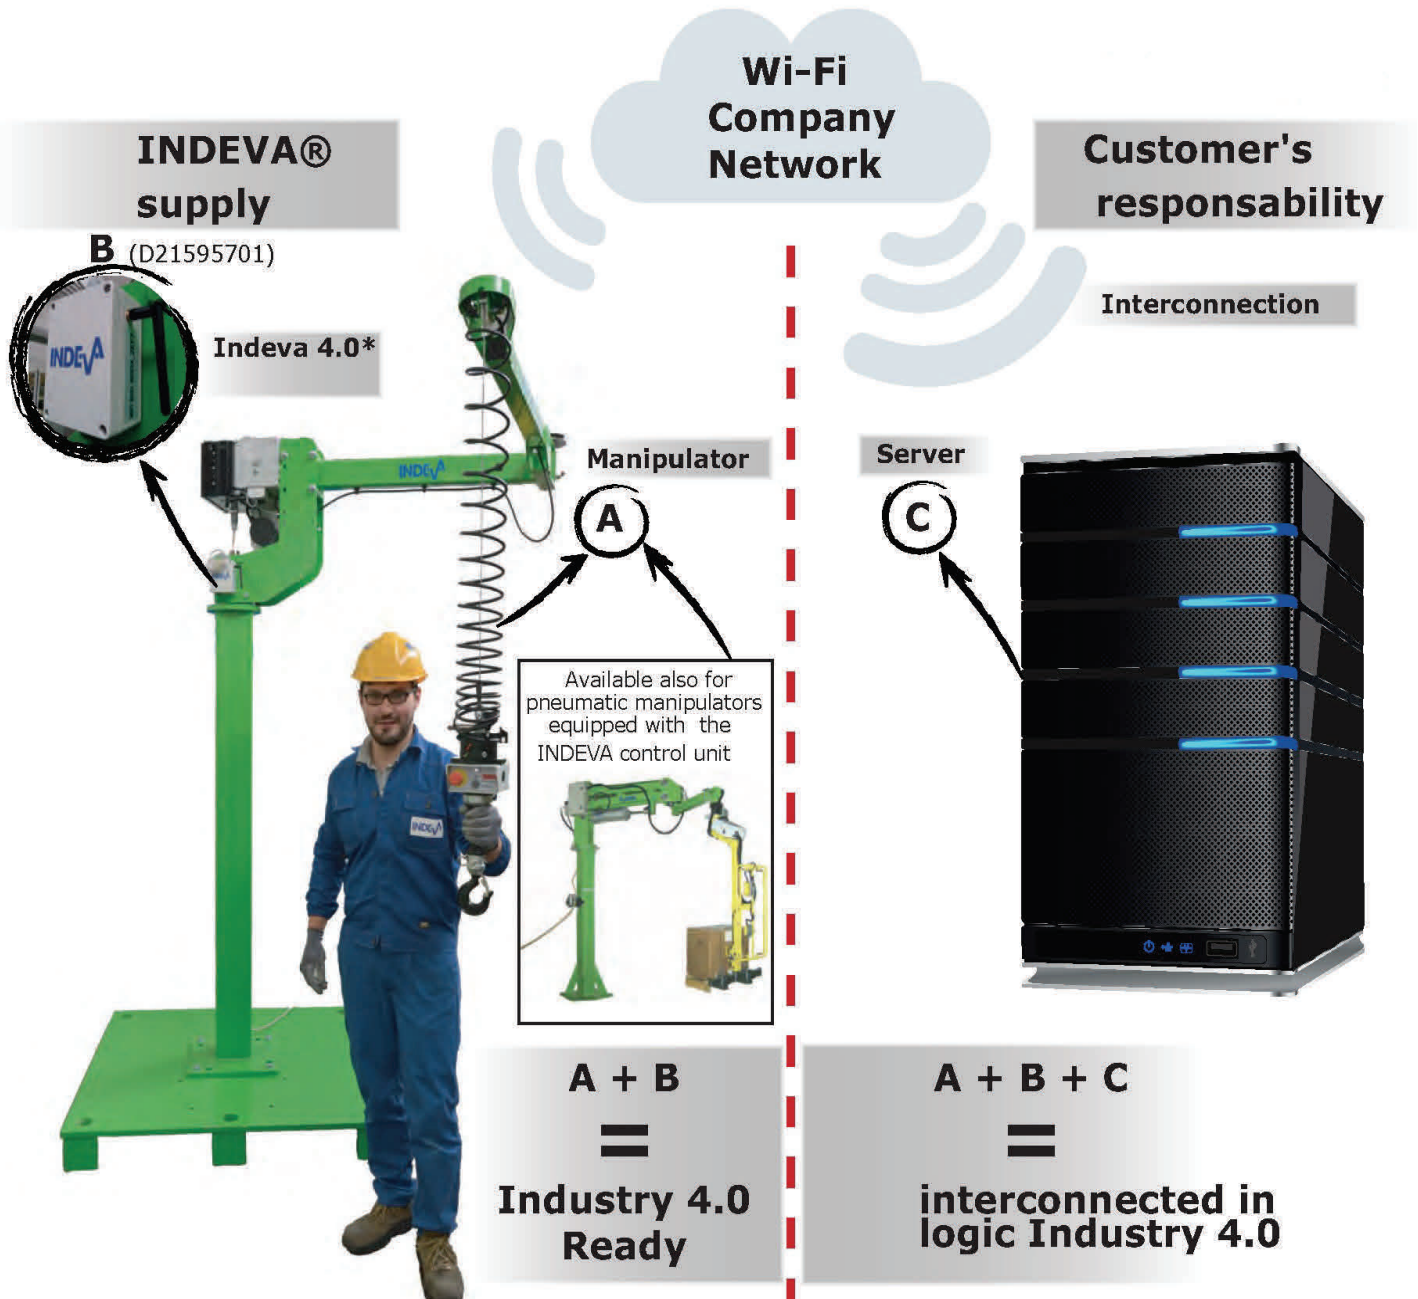 Wi-Fi
Company
Network
INDEVA®
supply
Customer's
responsability
B (D21595701)
INDEVA
Indeva 4.0*
Interconnection
INDEVA
Manipulator
A
Server
C
INDEVA
Available also for
pneumatic manipulators
equipped with the
INDEVA control unit
INDEVA
A + B
=
Industry 4.0
Ready
A + B + C
=
interconnected in
logic Industry 4.0